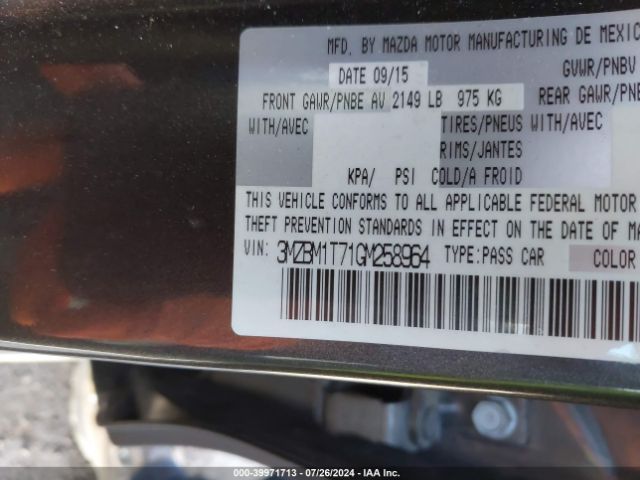 MFD. BY MAZDA MOTOR MANUFACTURING DE MEXICO
DATE 09/15 GVWR/PNBV
FRONT GAWR/PNBE AV 2149 LB 975 KG REAR GAWR/PNB
WITH/AVEC TIRES/PNEUS WITH/AVEC
RIMS/JANTES
KPA/ PSI COLD/A FROID
THIS VEHICLE CONFORMS TO ALL APPLICABLE FEDERAL MOTOR
THEFT PREVENTION STANDARDS IN EFFECT ON THE DATE OF MA
VIN: 3MZBM1T71GM258964 TYPE:PASS CAR COLOR
000-39971713 / 07/26/2024 / IAA Inc.